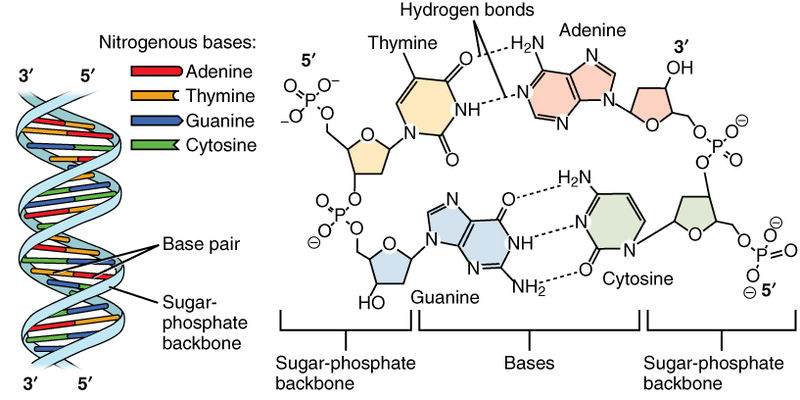 Nitrogenous bases:
3′ 5′
Adenine
Thymine
Guanine
Cytosine
Base pair
Sugar-
phosphate
backbone
3′ 5′
Hydrogen bonds
Thymine
Adenine
5′
3′
O
O−
P
−O
O
O
O
NH
N
O
H2N
N
N
N
N
OH
O
O
O
⊖
P
O
O
O
P
O
O
⊖
O
O
HO
N
N
O
NH
N
NH2
Guanine
H2N
N
O
N
Cytosine
O
O
O
⊖
P
O
O
⊖
5′
Sugar-phosphate
backbone
Bases
Sugar-phosphate
backbone